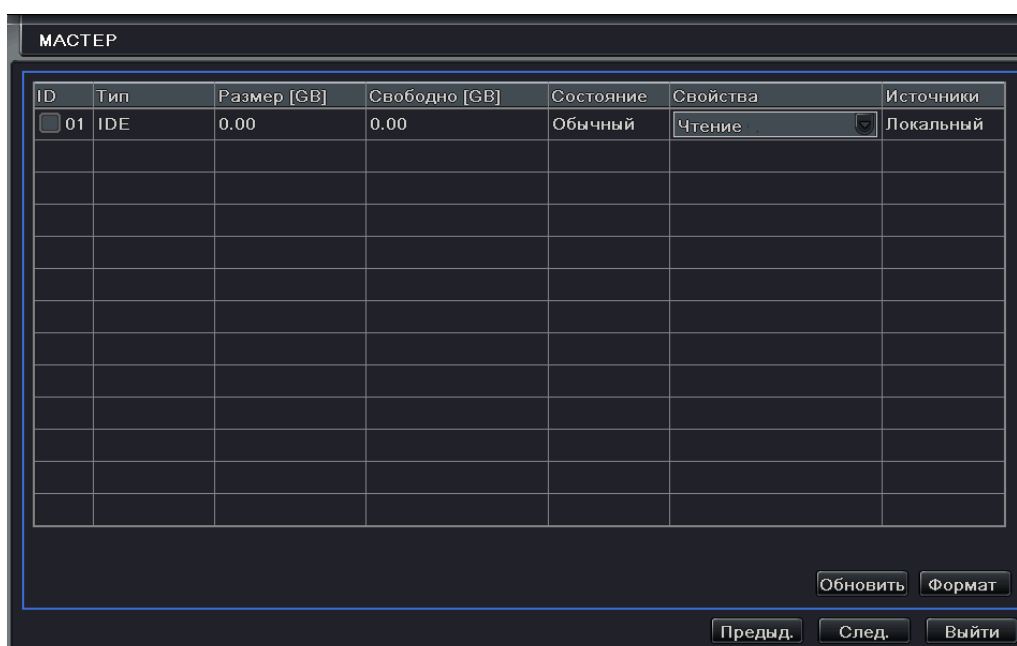 МАСТЕР
ID Тип Размер [GB] Свободно [GB] Состояние Свойства Источники
01 IDE 0.00 0.00 Обычный Чтение Локальный
Обновить Формат
Предыд. След. Выйти